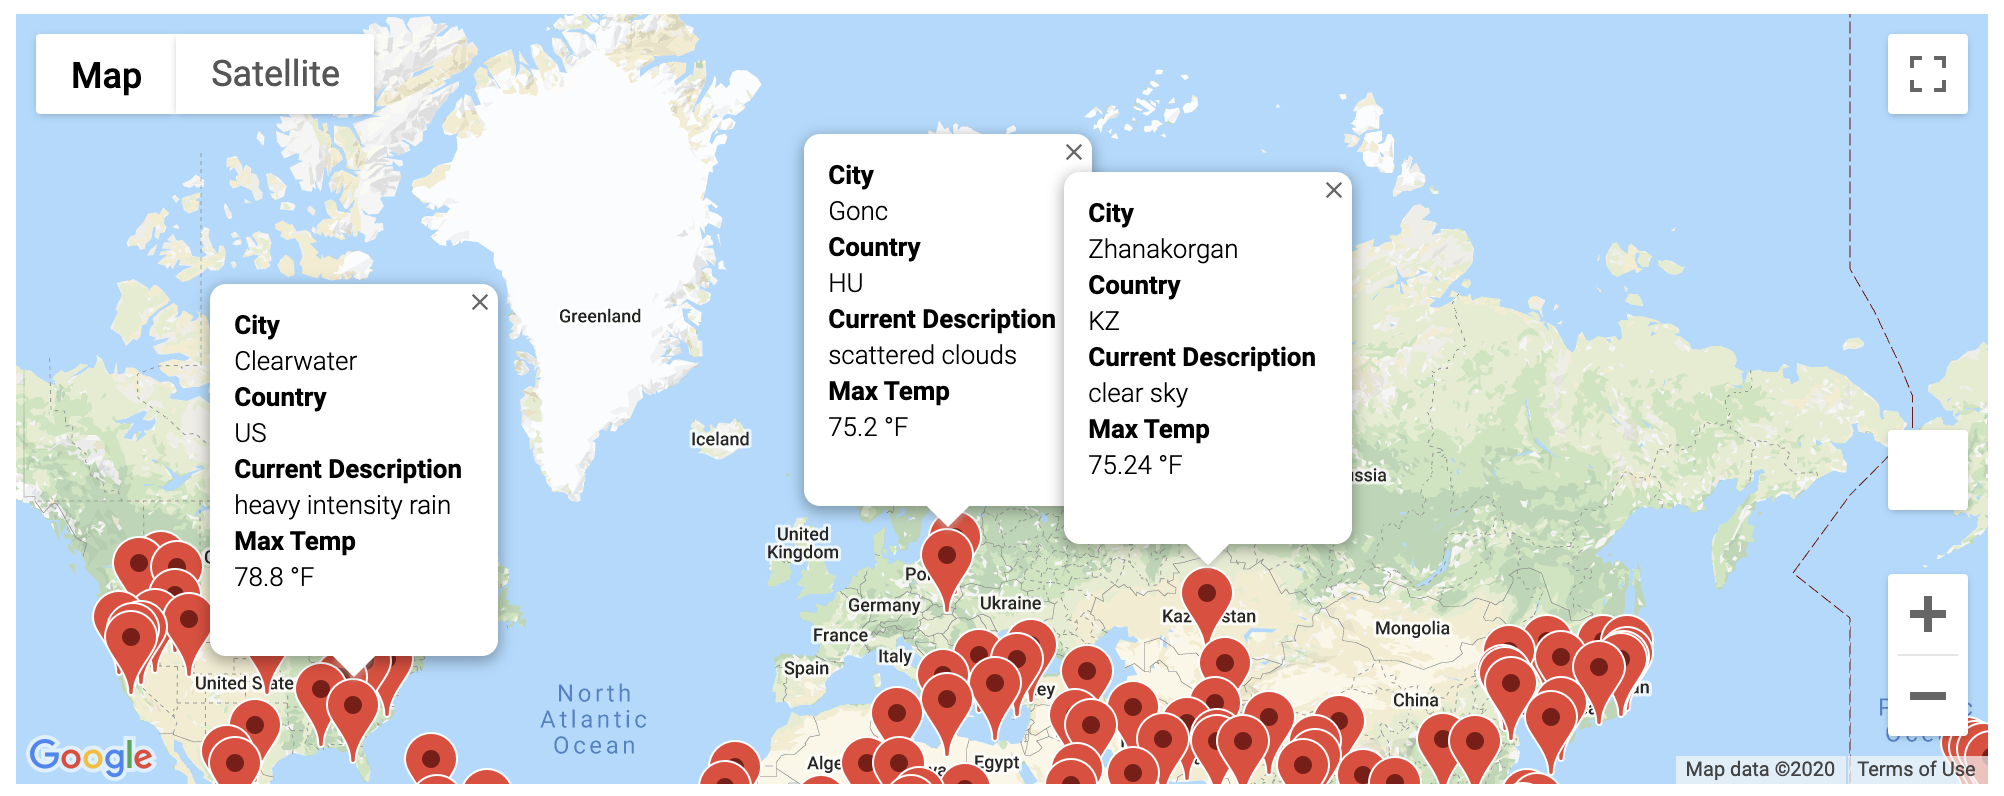 Map
Satellite
City
Gonc
Country
HU
Current Description
scattered clouds
Max Temp
75.2 °F
City
Zhanakorgan
Country
KZ
Current Description
clear sky
Max Temp
75.24 °F
City
Clearwater
Country
US
Current Description
heavy intensity rain
Max Temp
78.8 °F
Greenland
Iceland
ssia
United
Kingdom
Po
Germany
Ukraine
Kaz stan
Mongolia
France
Italy
Spain
United State
North
Atlantic
Ocean
ey
China
an
Alge
ya
Egypt
Google
Map data ©2020
Terms of Use